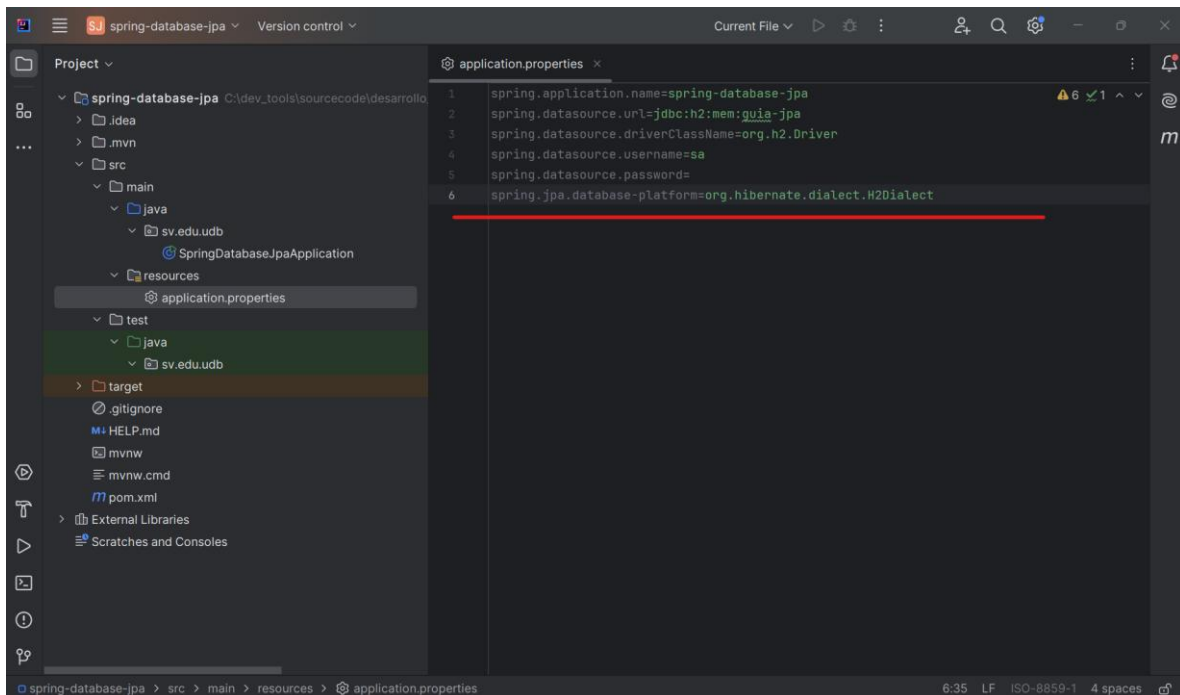 SJ spring-database-jpa Version control Current File
Project
application.properties
spring-database-jpa C:\dev_tools\sourcecode\desarrollo_
.idea
.mvn
src
main
java
sv.edu.udb
SpringDatabaseJpaApplication
resources
application.properties
test
java
sv.edu.udb
target
.gitignore
M↓ HELP.md
mvnw
mvnw.cmd
m pom.xml
External Libraries
Scratches and Consoles
1 spring.application.name=spring-database-jpa
2 spring.datasource.url=jdbc:h2:mem:guia-jpa
3 spring.datasource.driverClassName=org.h2.Driver
4 spring.datasource.username=sa
5 spring.datasource.password=
6 spring.jpa.database-platform=org.hibernate.dialect.H2Dialect
6 1
m
spring-database-jpa > src > main > resources > application.properties 6:35 LF ISO-8859-1 4 spaces